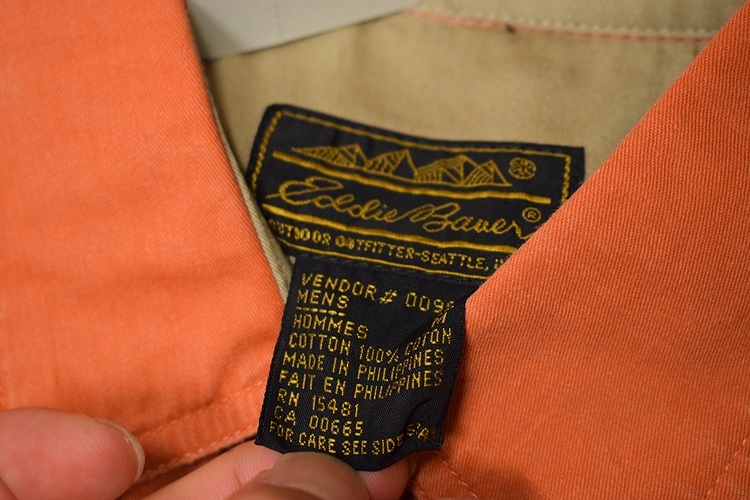 Eddie Bauer®
OUTDOOR OUTFITTER-SEATTLE,
VENDOR # 009
MENS
M
HOMMES
COTTON 100% COTON
MADE IN PHILIPPINES
FAIT EN PHILIPPINES
RN 15481
CA 00665
FOR CARE SEE SIDE